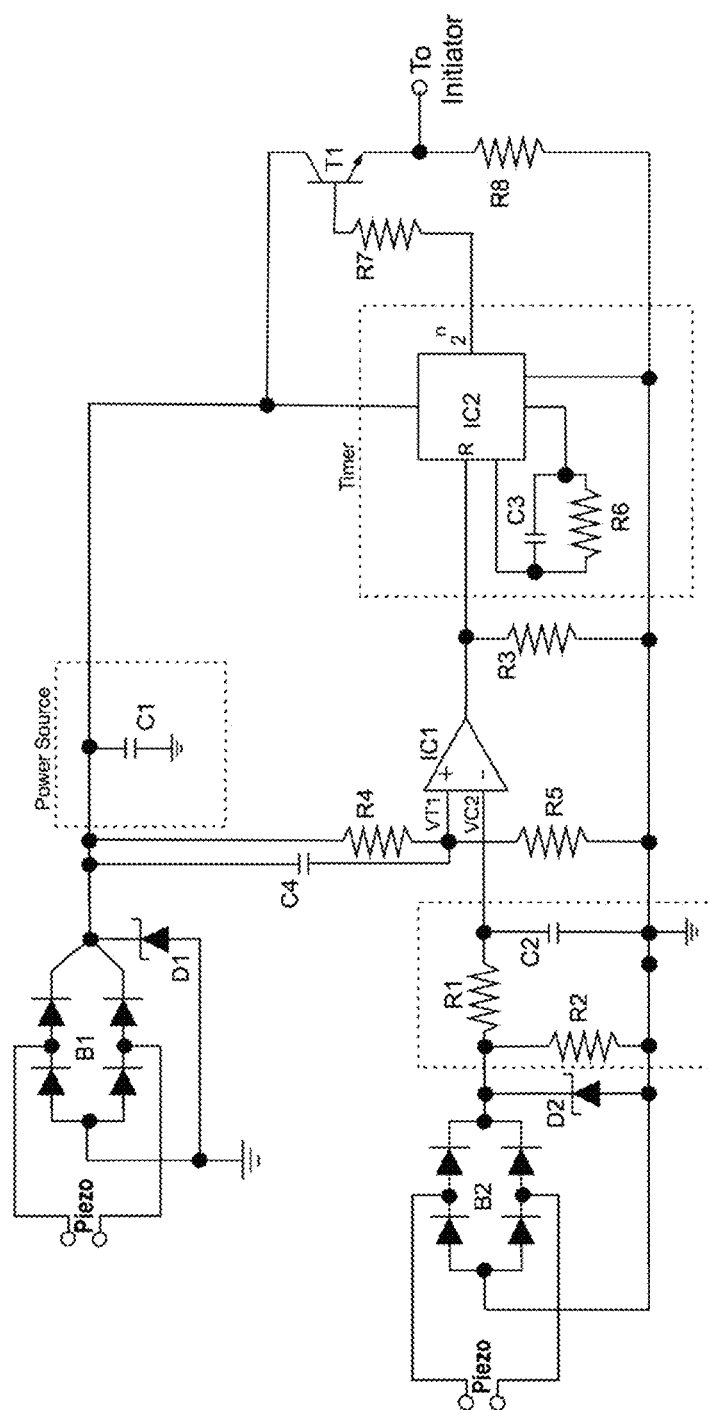 Piezo
B1
D1
Power Source
C1
C4
R4
VT1
VC2
IC1
R5
Piezo
B2
D2
R1
R2
C2
R3
Timer
R
IC2
2 n
C3
R6
R7
T1
R8
To
Initiator
+
-